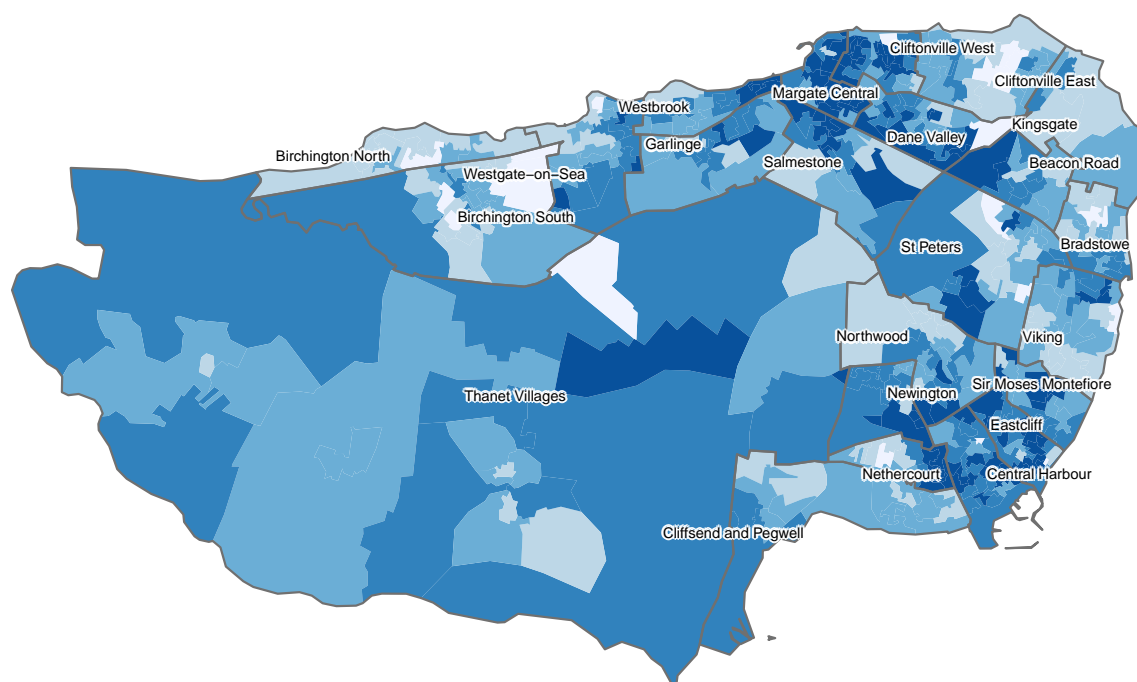 Cliftonville West
Cliftonville East
Margate Central
Westbrook
Kingsgate
Dane Valley
Garlinge
Birchington North
Salmestone
Beacon Road
Westgate−on−Sea
Birchington South
St Peters
Bradstowe
Northwood
Viking
Sir Moses Montefiore
Newington
Thanet Villages
Eastcliff
Nethercourt
Central Harbour
Cliffsend and Pegwell